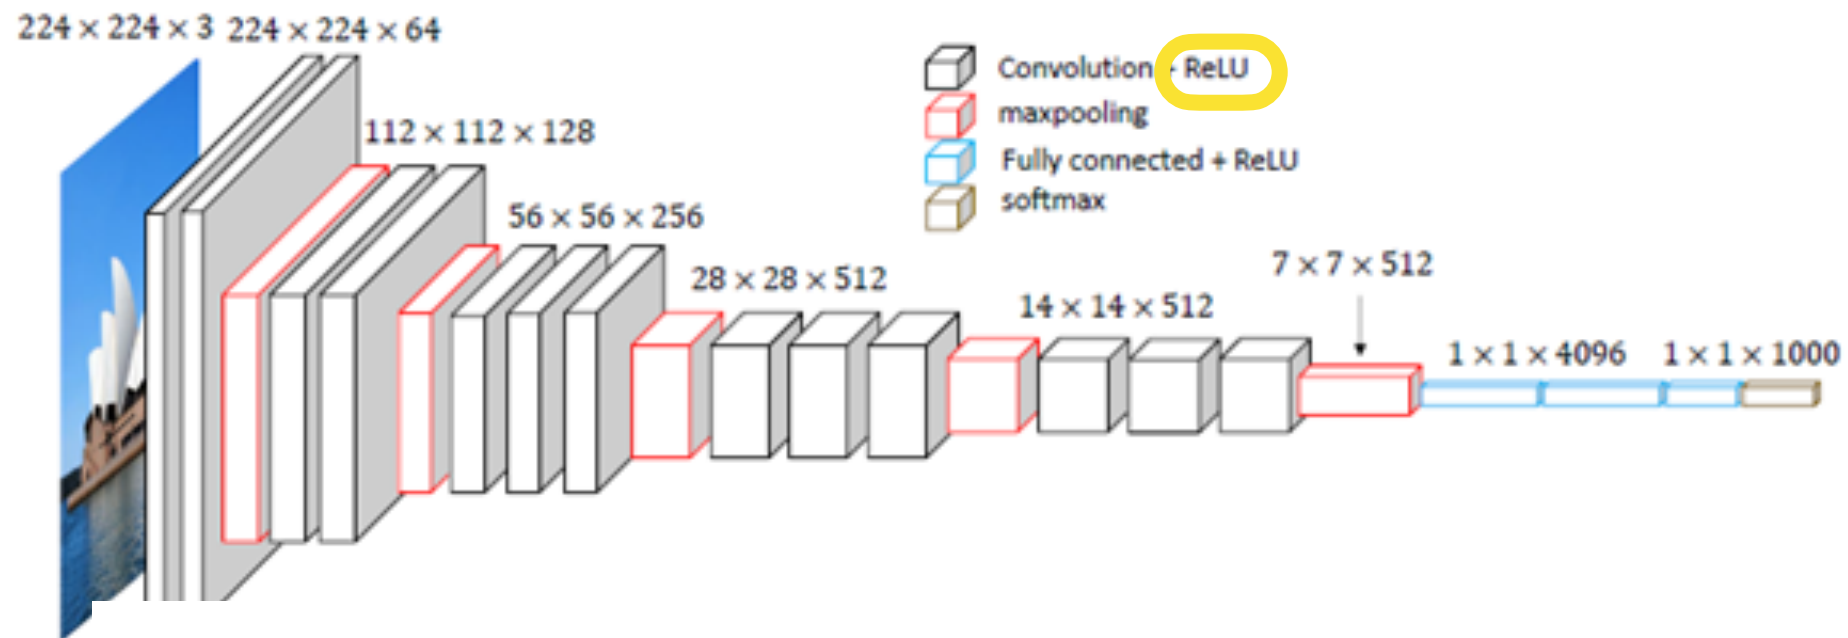 224 × 224 × 3 224 × 224 × 64
112 × 112 × 128
56 × 56 × 256
28 × 28 × 512
14 × 14 × 512
7 × 7 × 512
1 × 1 × 4096 1 × 1 × 1000
Convolution + ReLU
maxpooling
Fully connected + ReLU
softmax